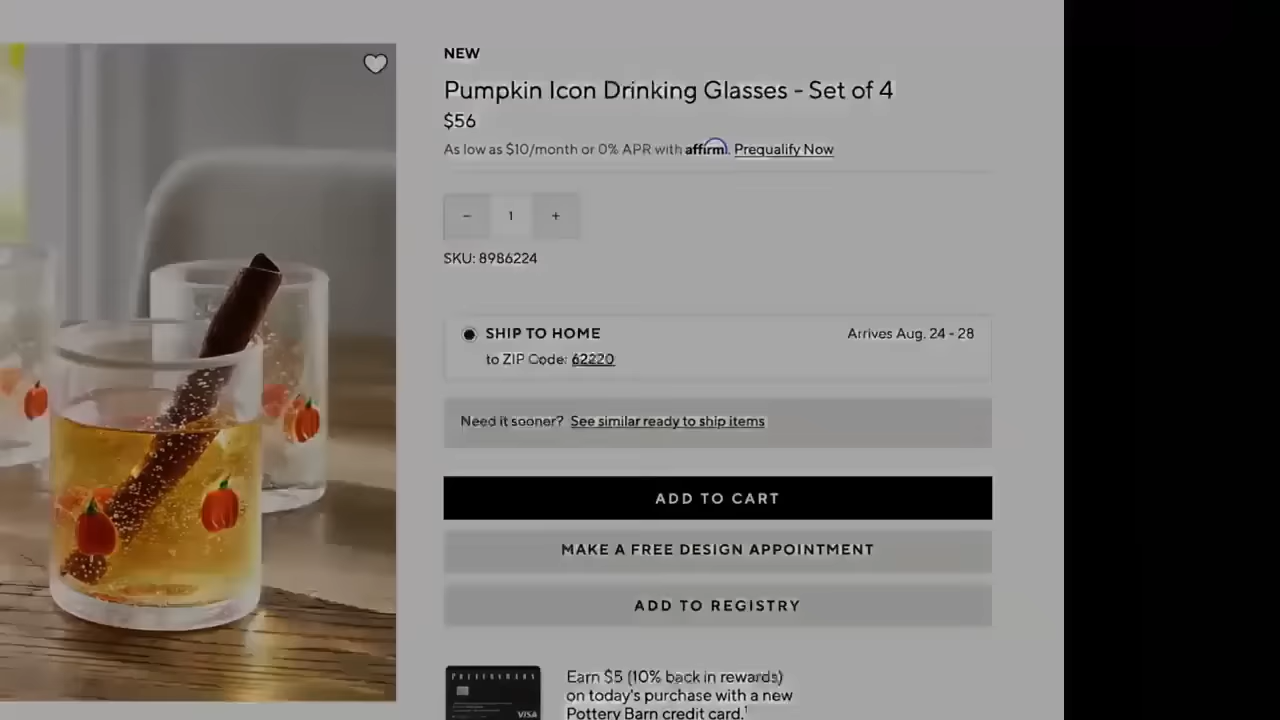 NEW
Pumpkin Icon Drinking Glasses - Set of 4
$56
As low as $10/month or 0% APR with affirm. Prequalify Now
− 1 +
SKU: 8986224
SHIP TO HOME
Arrives Aug. 24 - 28
to ZIP Code: 62220
Need it sooner? See similar ready to ship items
ADD TO CART
MAKE A FREE DESIGN APPOINTMENT
ADD TO REGISTRY
POTTERY BARN
VISA
Earn $5 (10% back in rewards)
on today's purchase with a new
Pottery Barn credit card.¹